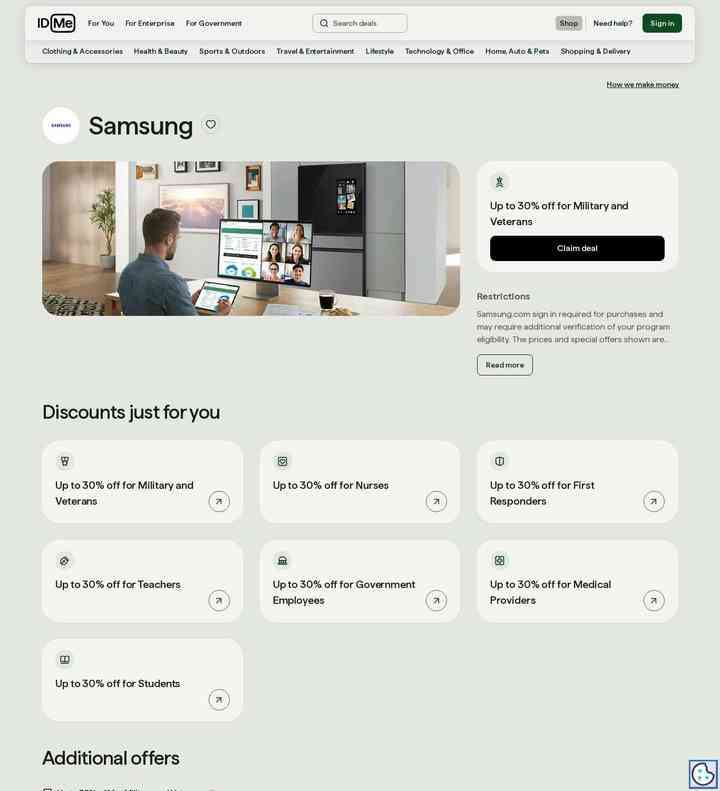 ID.Me
For You
For Enterprise
For Government
Search deals
Shop
Need help?
Sign in
Clothing & Accessories
Health & Beauty
Sports & Outdoors
Travel & Entertainment
Lifestyle
Technology & Office
Home, Auto & Pets
Shopping & Delivery
How we make money
SAMSUNG
Samsung
Up to 30% off for Military and
Veterans
Claim deal
Restrictions
Samsung.com sign in required for purchases and
may require additional verification of your program
eligibility. The prices and special offers shown are...
Read more
Discounts just for you
Up to 30% off for Military and
Veterans
Up to 30% off for Nurses
Up to 30% off for First
Responders
Up to 30% off for Teachers
Up to 30% off for Government
Employees
Up to 30% off for Medical
Providers
Up to 30% off for Students
Additional offers